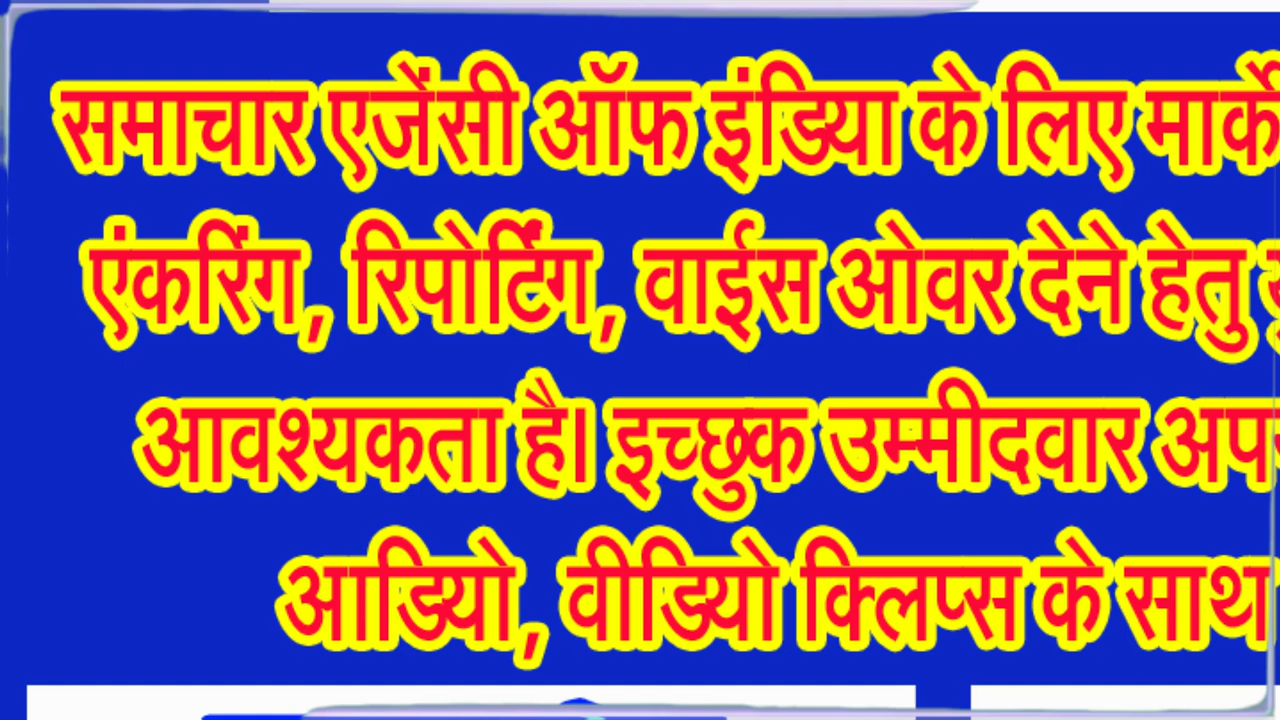 समाचार एजेंसी ऑफ इंडिया के लिए
एंकरिंग, रिपोर्टिंग, वाईस ओवर देने हेतु
आवश्यकता है। इच्छुक उम्मीदवार
आडियो, वीडियो क्लिप्स के साथ